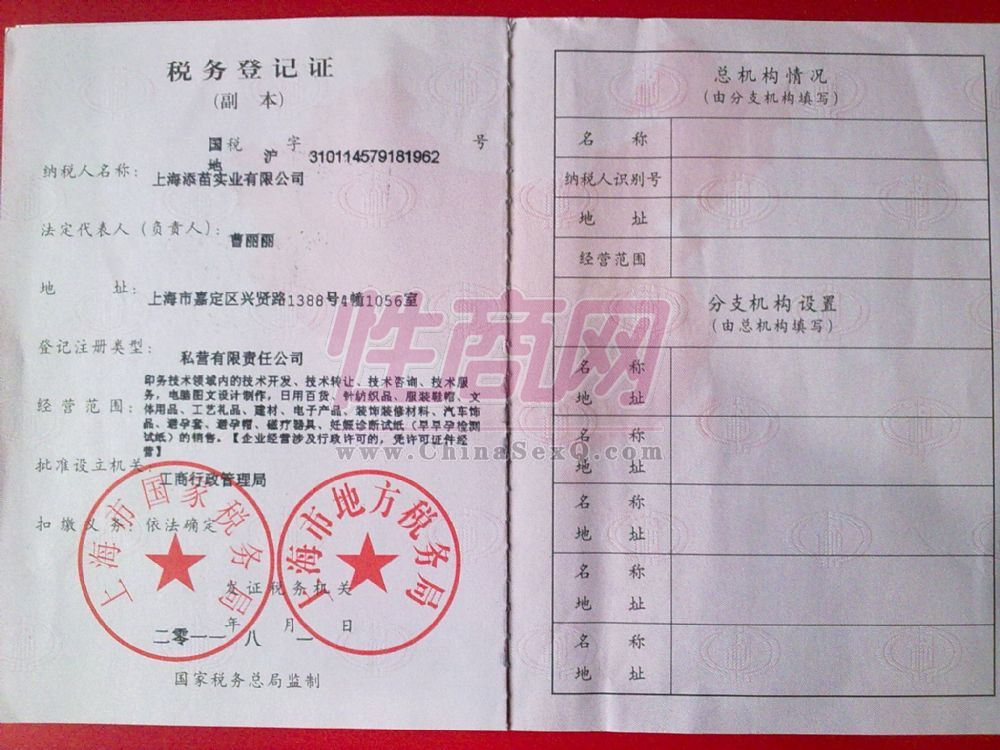 税务登记证
(副 本)
国税 字 号
地 沪 310114579181962
纳税人名称：
上海添苗实业有限公司
法定代表人（负责人）：
曹丽丽
地 址：
上海市嘉定区兴贤路1388号4幢1056室
登记注册类型：
私营有限责任公司
印务技术领域内的技术开发、技术转让、技术咨询、技术服
务，电脑图文设计制作，日用百货、针纺织品、服装鞋帽、文
经营范围：
体用品、工艺礼品、建材、电子产品、装饰装修材料、汽车饰
品、避孕套、避孕帽、磁疗器具、妊娠诊断试纸（早早孕检测
试纸）的销售。【企业经营涉及行政许可的，凭许可证件经
营】
批准设立机关：
工商行政管理局
扣缴义务：依法确定
上海市国家税务局
上海市地方税务局
发证税务机关
年 月 日
二零一一 八 一
国家税务总局监制
总机构情况
(由分支机构填写)
名 称
纳税人识别号
地 址
经营范围
分支机构设置
(由总机构填写)
名 称
地 址
名 称
地 址
名 称
地 址
名 称
地 址
名 称
地 址
性商网
www.ChinaSexQ.com